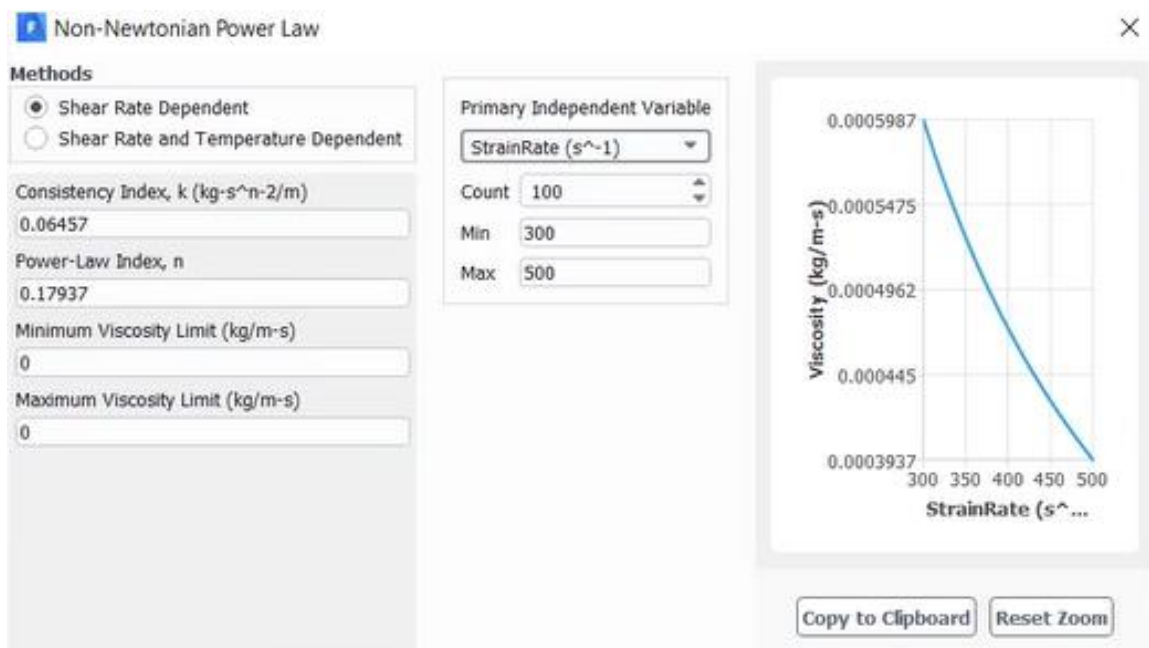 Non-Newtonian Power Law
Methods
Shear Rate Dependent
Shear Rate and Temperature Dependent
Consistency Index, k (kg-s^n-2/m)
0.06457
Power-Law Index, n
0.17937
Minimum Viscosity Limit (kg/m-s)
0
Maximum Viscosity Limit (kg/m-s)
0
Primary Independent Variable
StrainRate (s^-1)
Count 100
Min 300
Max 500
Viscosity (kg/m-s)
0.0005987
0.0005475
0.0004962
0.000445
0.0003937
300 350 400 450 500
StrainRate (s^...
Copy to Clipboard Reset Zoom